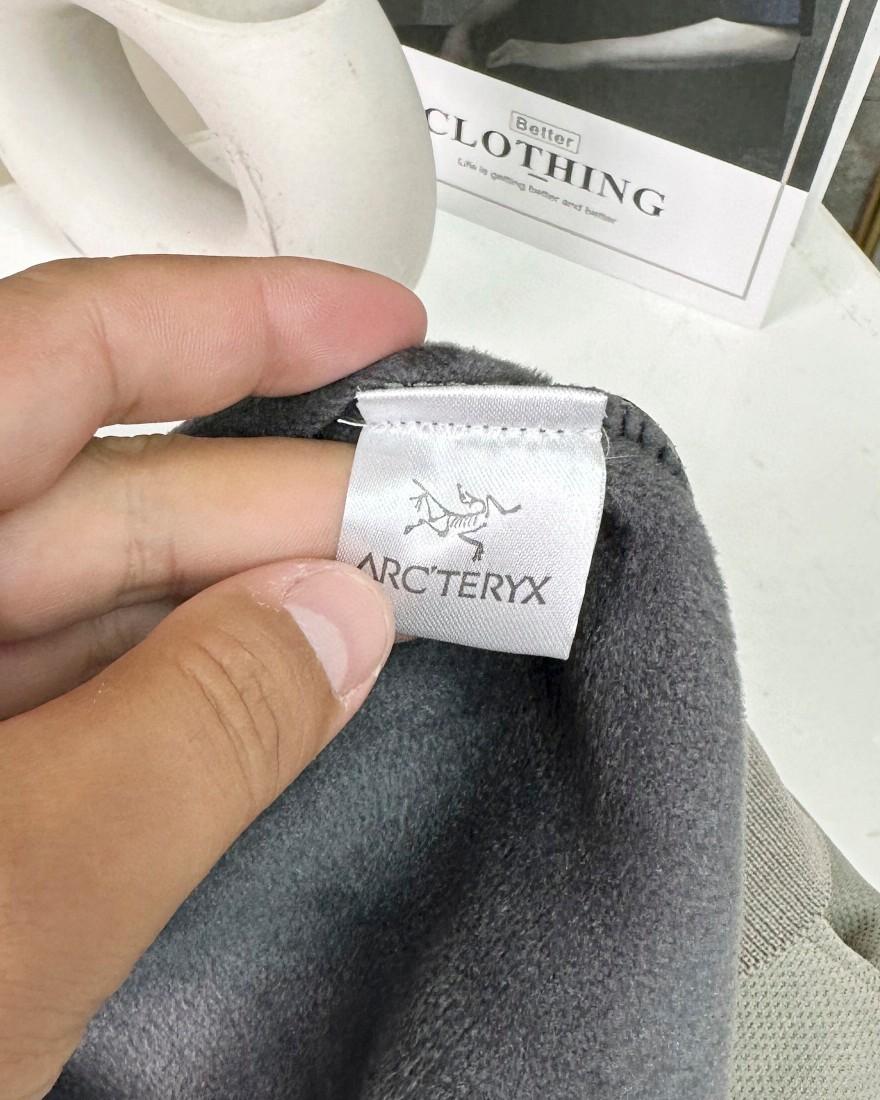 Better
CLOTHING
Life is getting better and better
ARC'TERYX